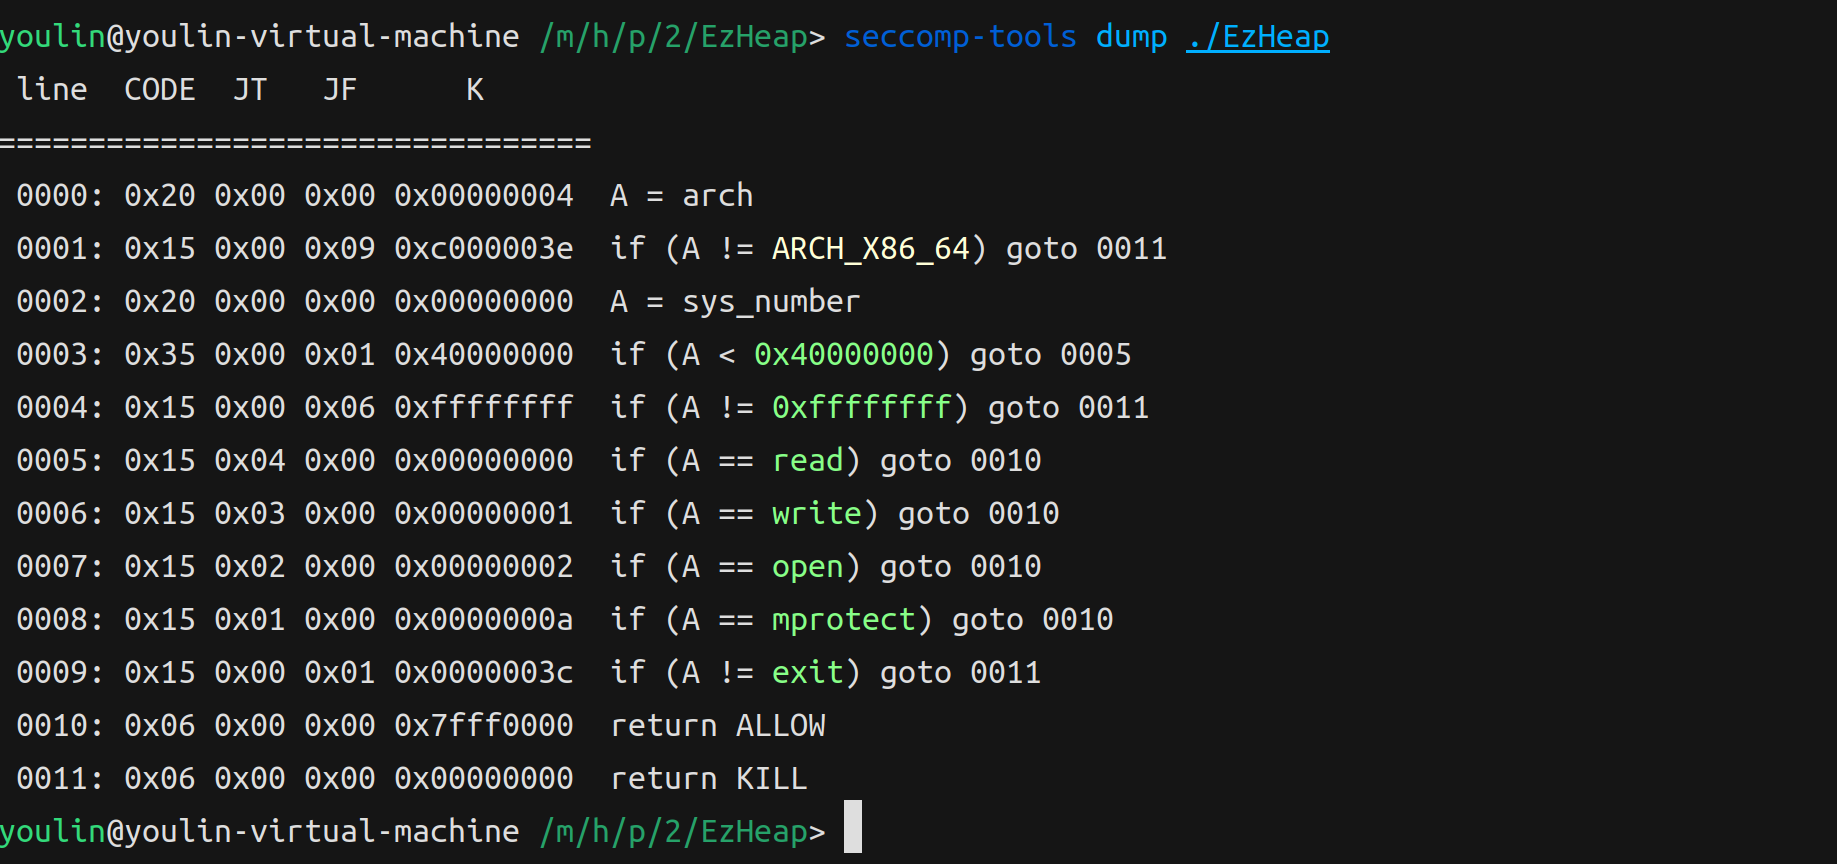 youlin@youlin-virtual-machine /m/h/p/2/EzHeap> seccomp-tools dump ./EzHeap
 line  CODE  JT   JF      K
=================================
 0000: 0x20 0x00 0x00 0x00000004  A = arch
 0001: 0x15 0x00 0x09 0xc000003e  if (A != ARCH_X86_64) goto 0011
 0002: 0x20 0x00 0x00 0x00000000  A = sys_number
 0003: 0x35 0x00 0x01 0x40000000  if (A < 0x40000000) goto 0005
 0004: 0x15 0x00 0x06 0xffffffff  if (A != 0xffffffff) goto 0011
 0005: 0x15 0x04 0x00 0x00000000  if (A == read) goto 0010
 0006: 0x15 0x03 0x00 0x00000001  if (A == write) goto 0010
 0007: 0x15 0x02 0x00 0x00000002  if (A == open) goto 0010
 0008: 0x15 0x01 0x00 0x0000000a  if (A == mprotect) goto 0010
 0009: 0x15 0x00 0x01 0x0000003c  if (A != exit) goto 0011
 0010: 0x06 0x00 0x00 0x7fff0000  return ALLOW
 0011: 0x06 0x00 0x00 0x00000000  return KILL
youlin@youlin-virtual-machine /m/h/p/2/EzHeap>